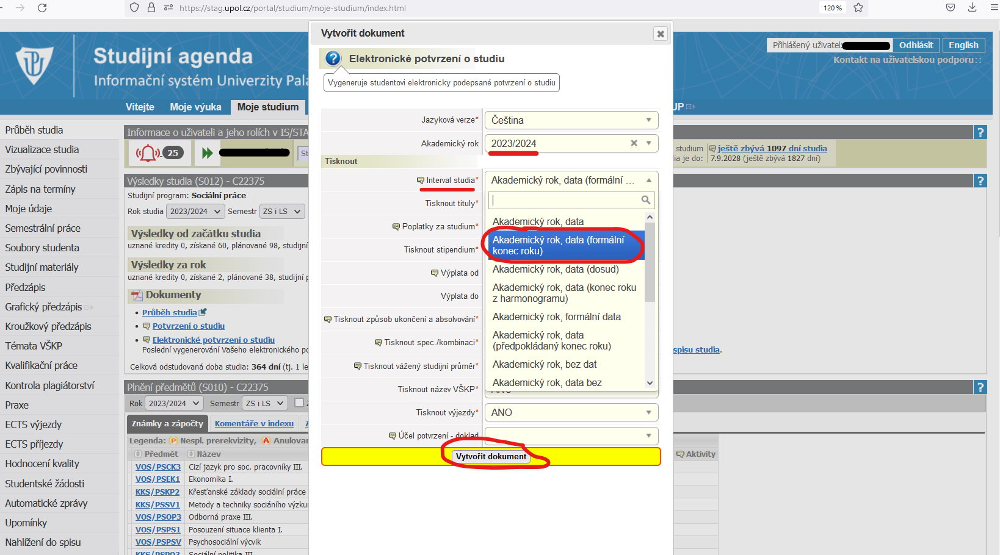 https://stag.upol.cz/portal/studium/moje-studium/index.html
120 %
Studijní agenda
Informační systém Univerzity Pala
Přihlášený uživatel:
Odhlásit
English
Kontakt na uživatelskou podporu
Vítejte
Moje výuka
Moje studium
UP
Průběh studia
Vizualizace studia
Zbývající povinnosti
Zápis na termíny
Moje údaje
Semestrální práce
Soubory studenta
Studijní materiály
Předzápis
Grafický předzápis
Kroužkový předzápis
Témata VŠKP
Kvalifikační práce
Kontrola plagiátorství
Praxe
ECTS výjezdy
ECTS příjezdy
Hodnocení kvality
Studentské žádosti
Automatické zprávy
Upomínky
Nahlížení do spisu
Informace o uživateli a jeho rolích v IS/STA
?
25
St
studium
ještě zbývá 1097 dní studia
ia je do: 7.9.2028 (ještě zbývá 1827 dní)
Výsledky studia (S012) - C22375
?
Studijní program: Sociální práce
Rok studia 2023/2024 Semestr ZS i LS
Výsledky od začátku studia
uznané kredity 0, získané 60, plánované 98, studijní
Výsledky za rok
uznané kredity 0, získané 2, plánované 38, studijní p
Dokumenty
Průběh studia
Potvrzení o studiu
Elektronické potvrzení o studiu
Poslední vygenerování Vašeho elektronického po
spisu studia.
Celková odstudovaná doba studia: 364 dní (tj. 1 le
Plnění předmětů (S010) - C22375
?
Rok 2023/2024 Semestr ZS i LS
Známky a zápočty
Komentáře v indexu
Legenda: P Nespl. prerekvizity, A Anulovan
Předmět Název
Aktivity
VOS/PSCK3 Cizí jazyk pro soc. pracovníky III.
VOS/PSEK1 Ekonomika I.
KKS/PSKP2 Křesťanské základy sociální práce
KKS/PSSV1 Metody a techniky sociáního výzku
VOS/PSOP3 Odborná praxe III.
VOS/PSPS1 Posouzení situace klienta I.
VOS/PSPSV Psychosociální výcvik
KKS/PSPO3 Sociální politika III.
Vytvořit dokument
Elektronické potvrzení o studiu
Vygeneruje studentovi elektronicky podepsané potvrzení o studiu
Jazyková verze* Čeština
Akademický rok 2023/2024
Tisknout
Interval studia* Akademický rok, data (formální ...
Tisknout tituly*
Poplatky za studium*
Tisknout stipendium*
Výplata od
Výplata do
Tisknout způsob ukončení a absolvování*
Tisknout spec./kombinaci*
Tisknout vážený studijní průměr*
Tisknout název VŠKP*
Tisknout výjezdy* ANO
Účel potvrzení - doklad
Akademický rok, data
Akademický rok, data (formální
konec roku)
Akademický rok, data (dosud)
Akademický rok, data (konec roku
z harmonogramu)
Akademický rok, formální data
Akademický rok, data
(předpokládaný konec roku)
Akademický rok, bez dat
Akademický rok, data bez
Vytvořit dokument